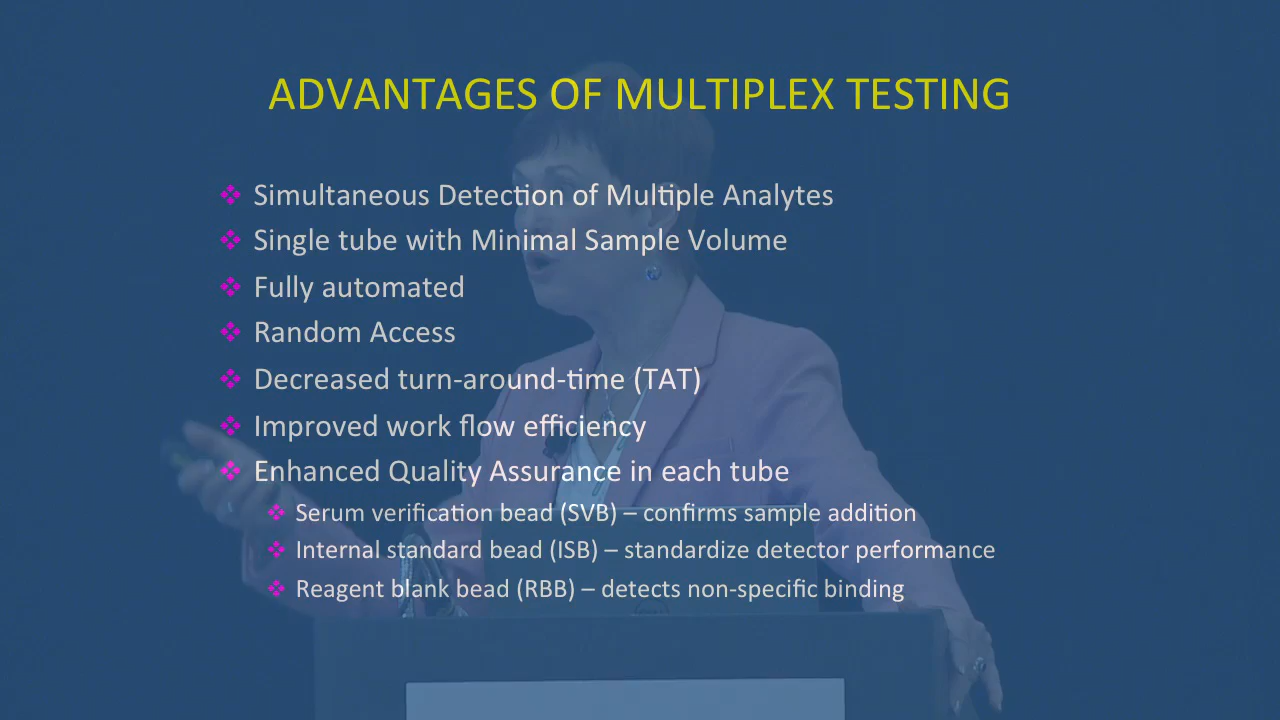 ADVANTAGES OF MULTIPLEX TESTING
Simultaneous Detection of Multiple Analytes
Single tube with Minimal Sample Volume
Fully automated
Random Access
Decreased turn-around-time (TAT)
Improved work flow efficiency
Enhanced Quality Assurance in each tube
Serum verification bead (SVB) – confirms sample addition
Internal standard bead (ISB) – standardize detector performance
Reagent blank bead (RBB) – detects non-specific binding